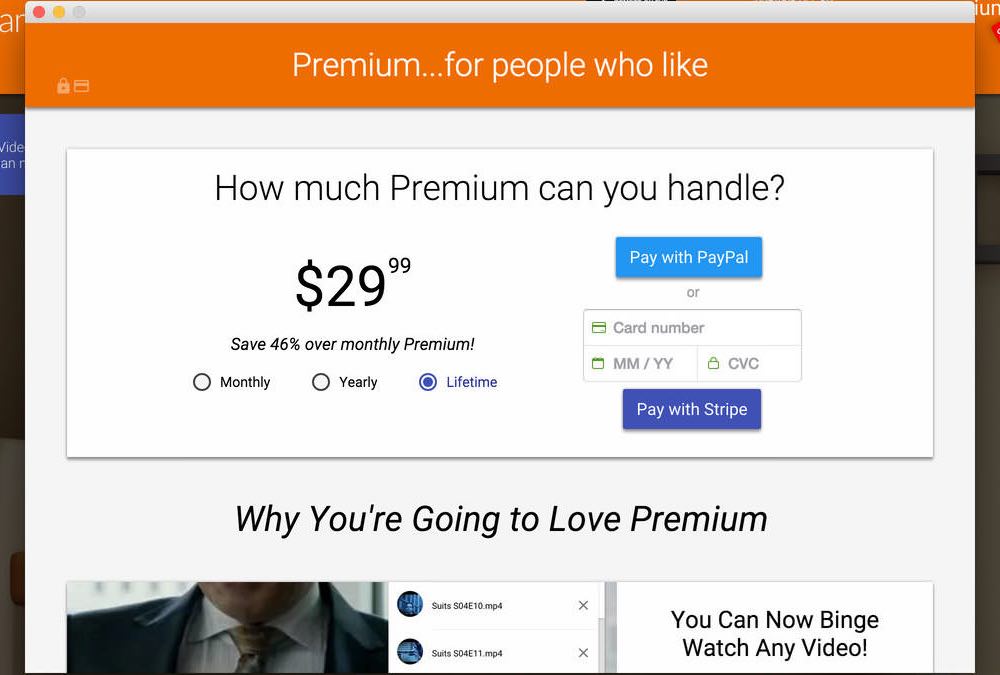 Premium...for people who like
Vide
an
How much Premium can you handle?
$29 99
Save 46% over monthly Premium!
Monthly
Yearly
Lifetime
Pay with PayPal
or
Card number
MM / YY
CVC
Pay with Stripe
Why You're Going to Love Premium
Suits S04E10.mp4
Suits S04E11.mp4
You Can Now Binge
Watch Any Video!